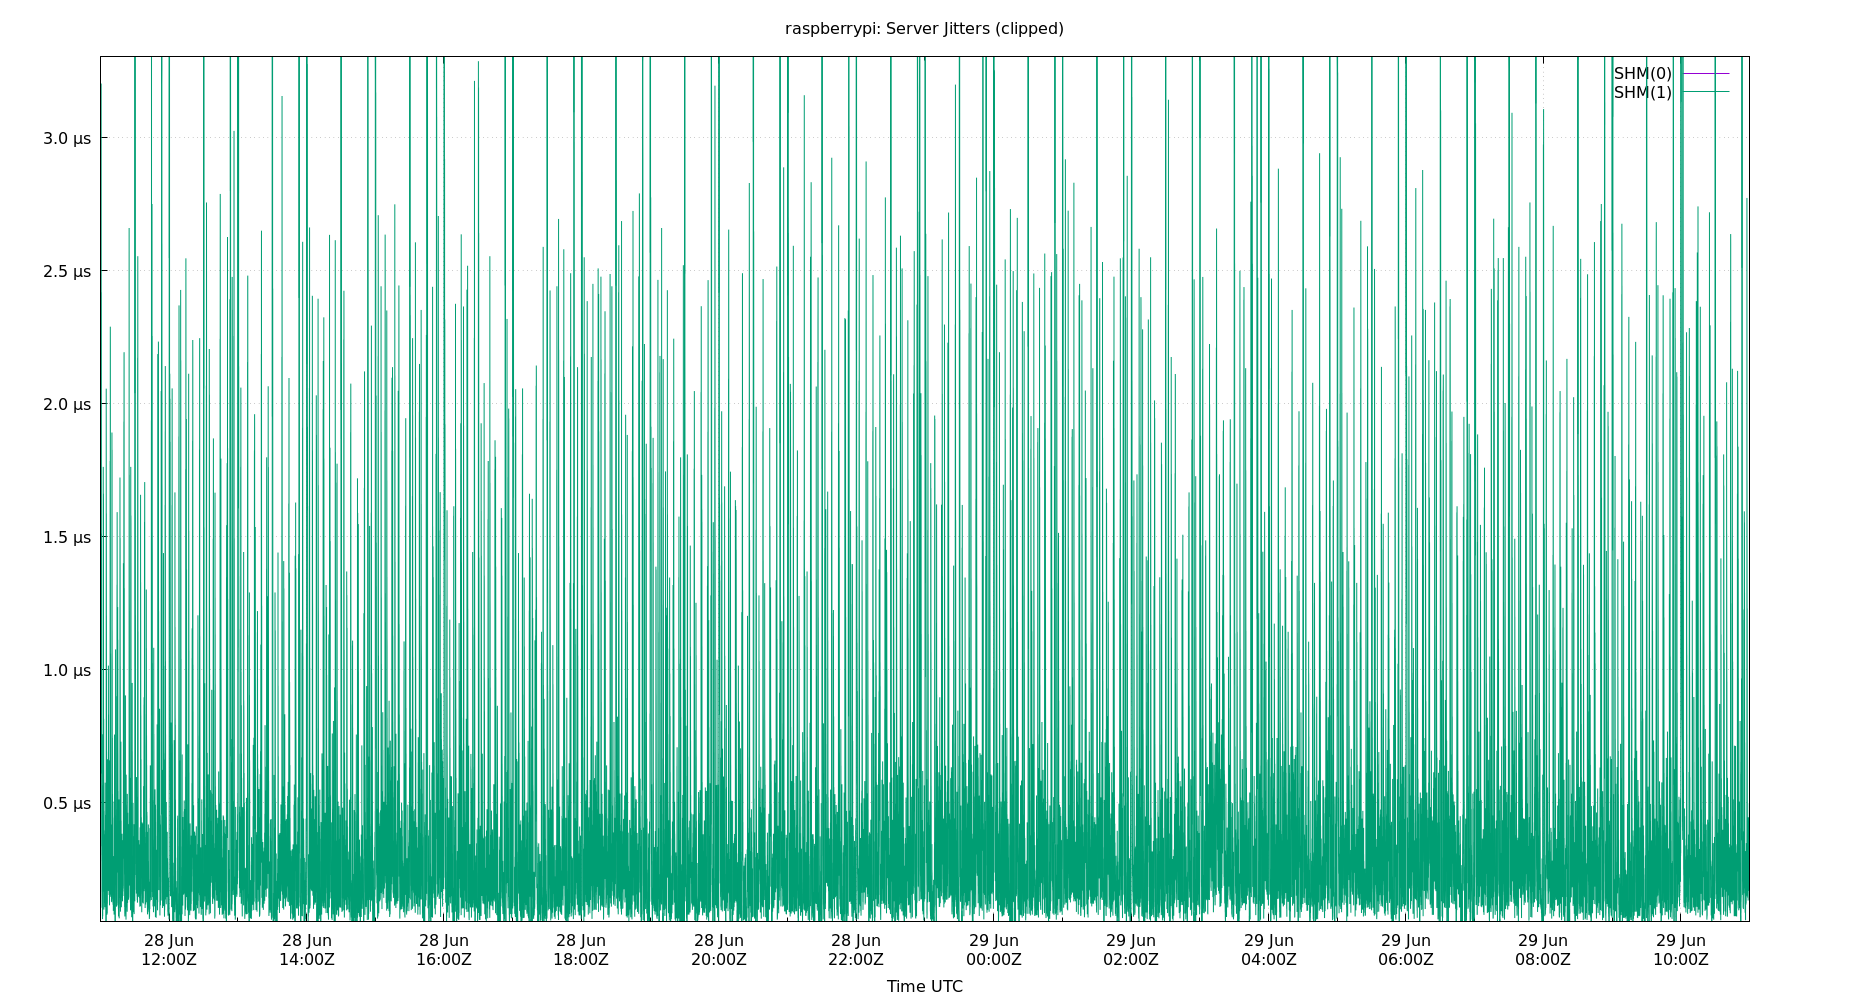 raspberrypi: Server Jitters (clipped)
SHM(0)
SHM(1)
3.0 µs
2.5 µs
2.0 µs
1.5 µs
1.0 µs
0.5 µs
28 Jun 28 Jun 28 Jun 28 Jun 28 Jun 28 Jun 29 Jun 29 Jun 29 Jun 29 Jun 29 Jun 29 Jun
12:00Z 14:00Z 16:00Z 18:00Z 20:00Z 22:00Z 00:00Z 02:00Z 04:00Z 06:00Z 08:00Z 10:00Z
Time UTC